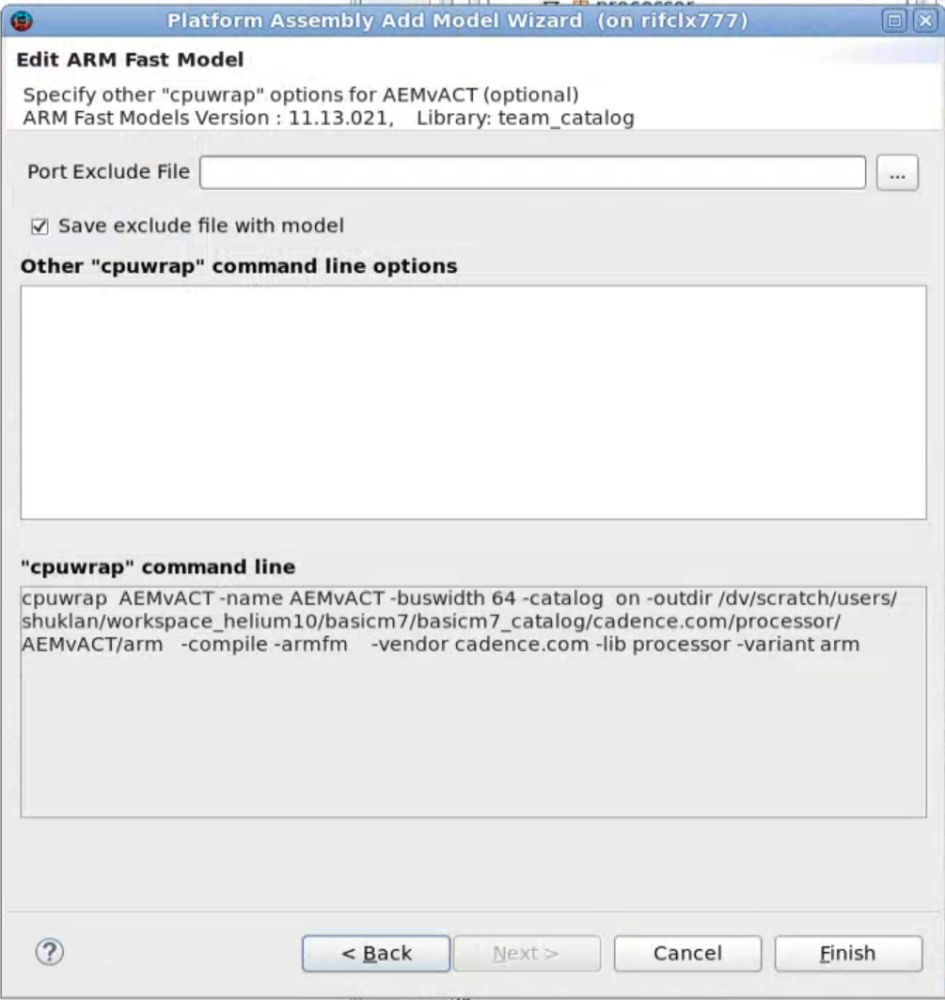 Platform Assembly Add Model Wizard (on rifclx777)
Edit ARM Fast Model
Specify other "cpuwrap" options for AEMvACT (optional)
ARM Fast Models Version : 11.13.021,    Library: team_catalog
Port Exclude File
...
Save exclude file with model
Other "cpuwrap" command line options
"cpuwrap" command line
cpuwrap  AEMvACT -name AEMvACT -buswidth 64 -catalog  on -outdir /dv/scratch/users/
shuklan/workspace_helium10/basicm7/basicm7_catalog/cadence.com/processor/
AEMvACT/arm   -compile -armfm    -vendor cadence.com -lib processor -variant arm
?
< Back
Next >
Cancel
Finish